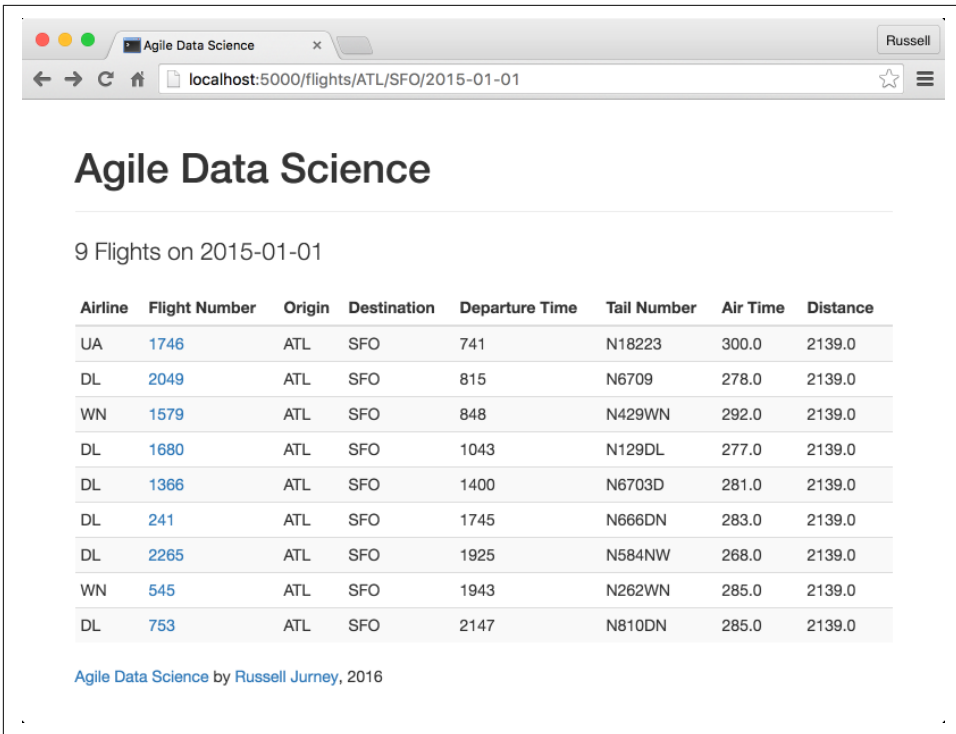 Agile Data Science
Russell
localhost:5000/flights/ATL/SFO/2015-01-01
Agile Data Science
9 Flights on 2015-01-01
Airline Flight Number Origin Destination Departure Time Tail Number Air Time Distance
UA 1746 ATL SFO 741 N18223 300.0 2139.0
DL 2049 ATL SFO 815 N6709 278.0 2139.0
WN 1579 ATL SFO 848 N429WN 292.0 2139.0
DL 1680 ATL SFO 1043 N129DL 277.0 2139.0
DL 1366 ATL SFO 1400 N6703D 281.0 2139.0
DL 241 ATL SFO 1745 N666DN 283.0 2139.0
DL 2265 ATL SFO 1925 N584NW 268.0 2139.0
WN 545 ATL SFO 1943 N262WN 285.0 2139.0
DL 753 ATL SFO 2147 N810DN 285.0 2139.0
Agile Data Science by Russell Jurney, 2016